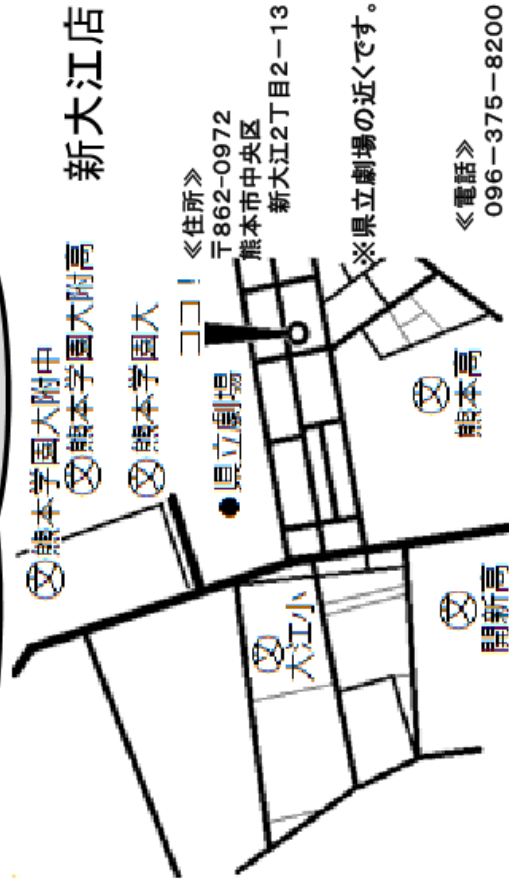 新大江店
≪住所≫
〒862-0972
熊本市中央区
新大江2丁目2－13
※県立劇場の近くです。
≪電話≫
096－375－8200
熊本学園大附中
熊本学園大附高
熊本学園大
ココ！
県立劇場
熊本高
大江小
開新高